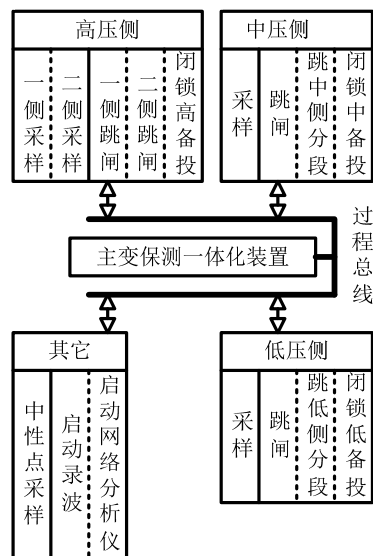 高压侧
一侧采样
二侧采样
一侧跳闸
二侧跳闸
闭锁高备投
中压侧
采样
跳闸
跳中侧分段
闭锁中备投
主变保测一体化装置
过程总线
其它
中性点采样
启动录波
启动网络分析仪
低压侧
采样
跳闸
跳低侧分段
闭锁低备投